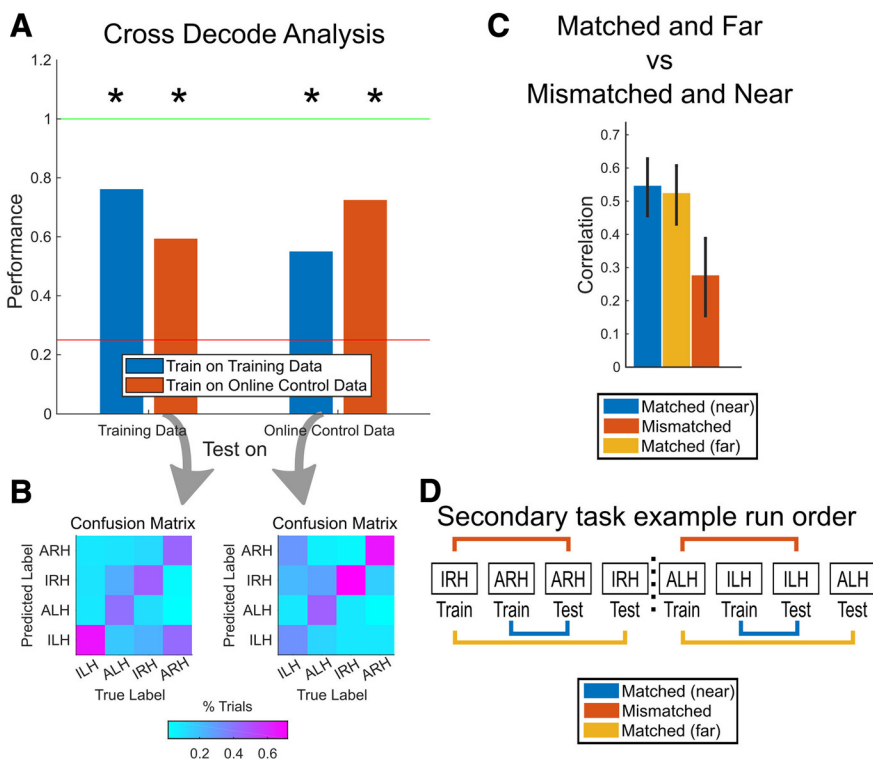 A
Cross Decode Analysis
1.2
1
0.8
0.6
0.4
0.2
0
Performance
* * * *
Train on Training Data
Train on Online Control Data
Training Data Online Control Data
Test on
B
Confusion Matrix
Predicted Label
ARH
IRH
ALH
ILH
ILH ALH IRH ARH
True Label
Confusion Matrix
Predicted Label
ARH
IRH
ALH
ILH
ILH ALH IRH ARH
True Label
% Trials
0.2 0.4 0.6
C
Matched and Far
vs
Mismatched and Near
0.7
0.6
0.5
0.4
0.3
0.2
0.1
0
Correlation
Matched (near)
Mismatched
Matched (far)
D
Secondary task example run order
IRH ARH ARH IRH ALH ILH ILH ALH
Train Train Test Test Train Train Test Test
Matched (near)
Mismatched
Matched (far)